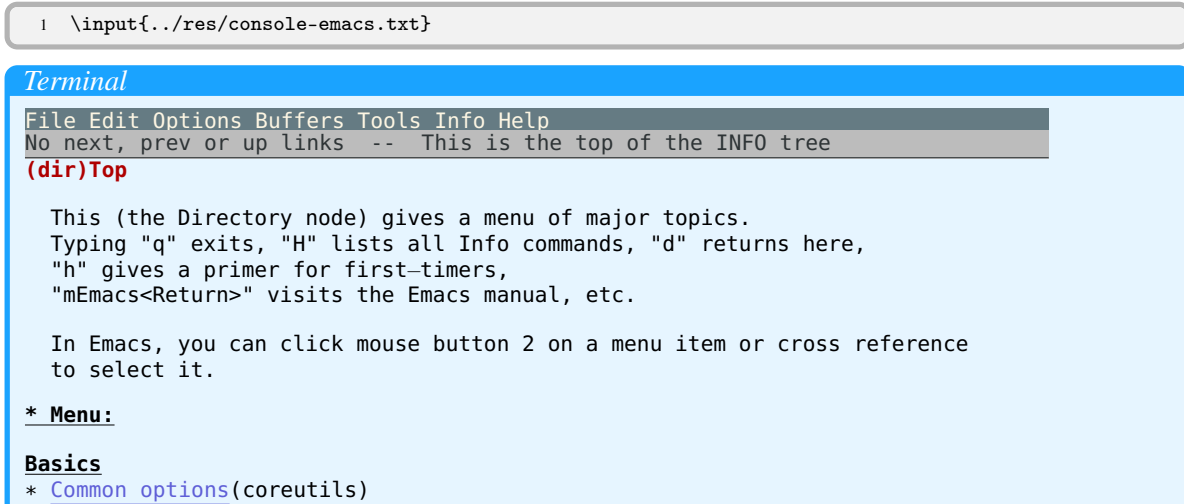 1 \input{../res/console-emacs.txt}
Terminal
File Edit Options Buffers Tools Info Help
No next, prev or up links  --  This is the top of the INFO tree
(dir)Top
This (the Directory node) gives a menu of major topics.
Typing "q" exits, "H" lists all Info commands, "d" returns here,
"h" gives a primer for first–timers,
"mEmacs<Return>" visits the Emacs manual, etc.
In Emacs, you can click mouse button 2 on a menu item or cross reference
to select it.
* Menu:
Basics
* Common options(coreutils)